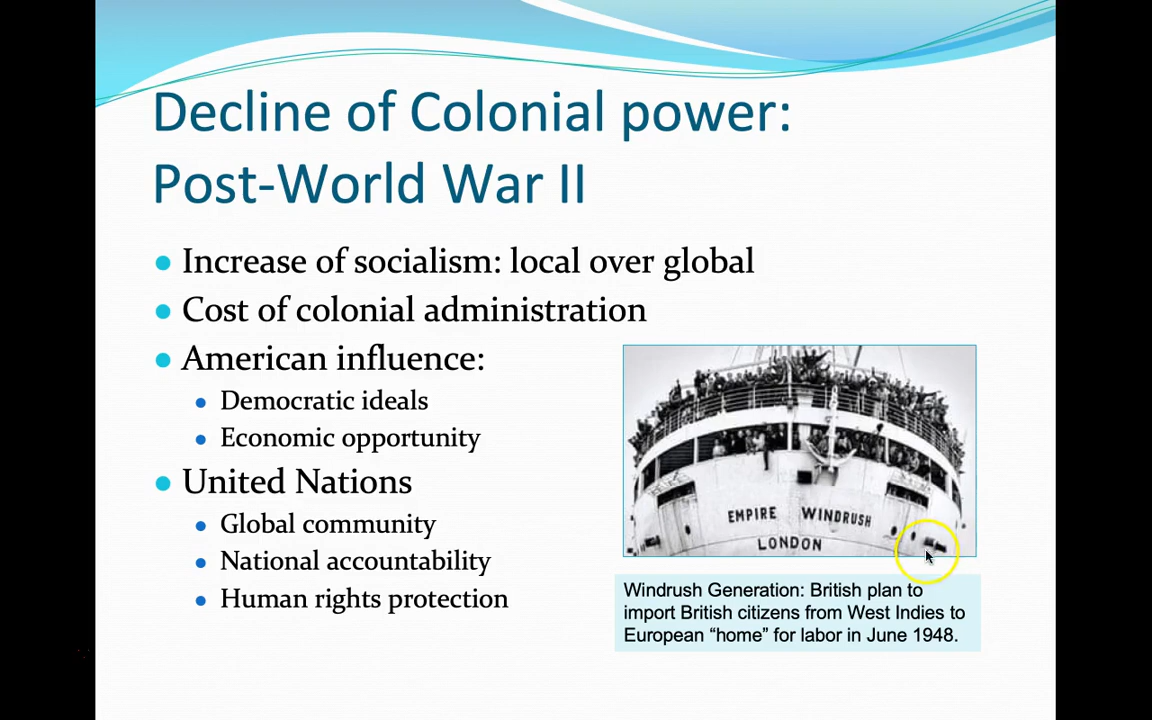 Decline of Colonial power:
Post-World War II
Increase of socialism: local over global
Cost of colonial administration
American influence:
Democratic ideals
Economic opportunity
United Nations
Global community
National accountability
Human rights protection
EMPIRE WINDRUSH
LONDON
Windrush Generation: British plan to
import British citizens from West Indies to
European “home” for labor in June 1948.